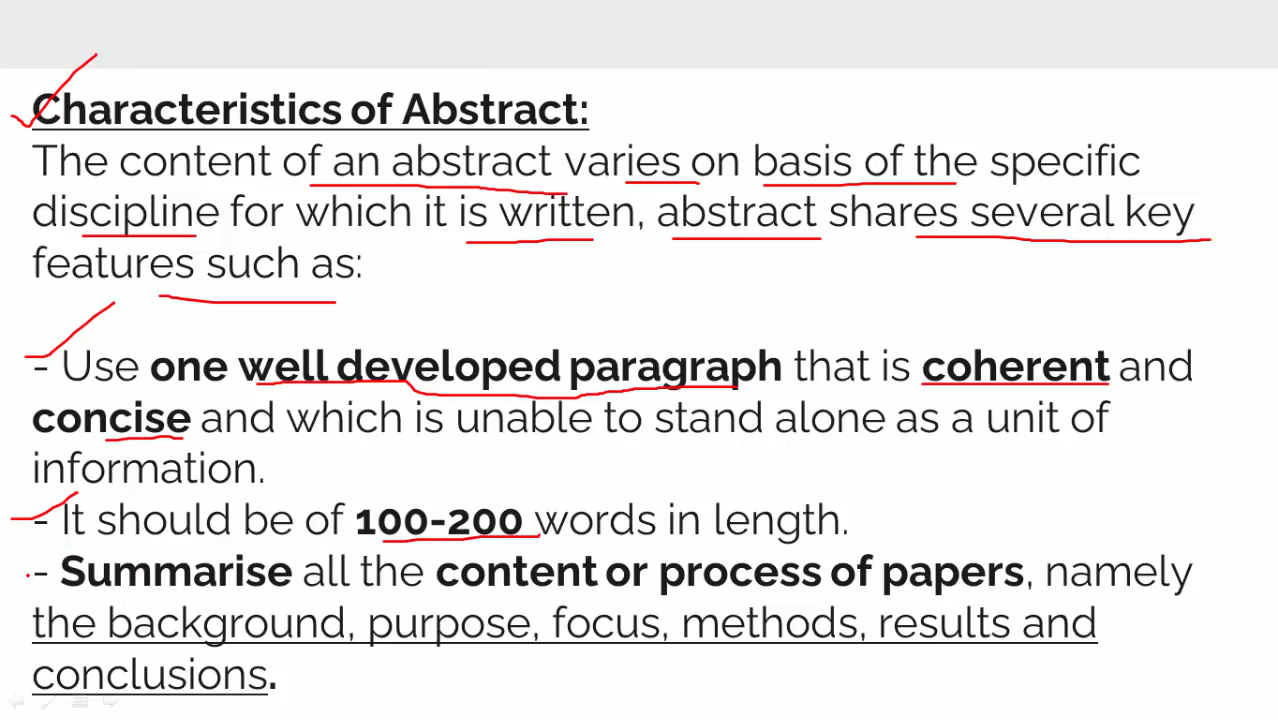 Characteristics of Abstract:
The content of an abstract varies on basis of the specific
discipline for which it is written, abstract shares several key
features such as:
- Use one well developed paragraph that is coherent and
concise and which is unable to stand alone as a unit of
information.
- It should be of 100-200 words in length.
- Summarise all the content or process of papers, namely
the background, purpose, focus, methods, results and
conclusions.